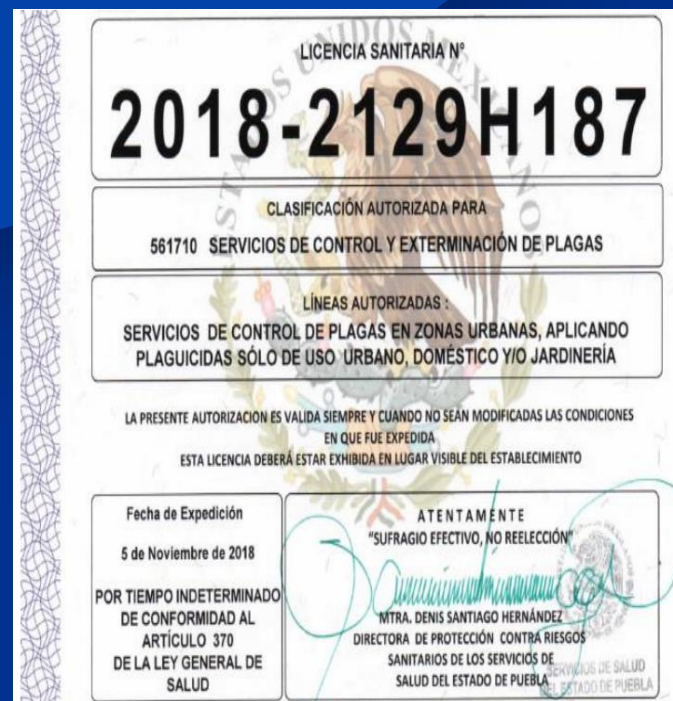 ESTADOS UNIDOS MEXICANOS
LICENCIA SANITARIA N°
2018-2129H187
CLASIFICACIÓN AUTORIZADA PARA
561710 SERVICIOS DE CONTROL Y EXTERMINACIÓN DE PLAGAS
LÍNEAS AUTORIZADAS :
SERVICIOS DE CONTROL DE PLAGAS EN ZONAS URBANAS, APLICANDO
PLAGUICIDAS SÓLO DE USO URBANO, DOMÉSTICO Y/O JARDINERÍA
LA PRESENTE AUTORIZACION ES VALIDA SIEMPRE Y CUANDO NO SEAN MODIFICADAS LAS CONDICIONES
EN QUE FUE EXPEDIDA
ESTA LICENCIA DEBERÁ ESTAR EXHIBIDA EN LUGAR VISIBLE DEL ESTABLECIMIENTO
Fecha de Expedición
5 de Noviembre de 2018
POR TIEMPO INDETERMINADO
DE CONFORMIDAD AL
ARTÍCULO 370
DE LA LEY GENERAL DE
SALUD
ATENTAMENTE
"SUFRAGIO EFECTIVO, NO REELECCIÓN"
MTRA. DENIS SANTIAGO HERNÁNDEZ
DIRECTORA DE PROTECCIÓN CONTRA RIESGOS
SANITARIOS DE LOS SERVICIOS DE
SALUD DEL ESTADO DE PUEBLA
SERVICIOS DE SALUD
DEL ESTADO DE PUEBLA